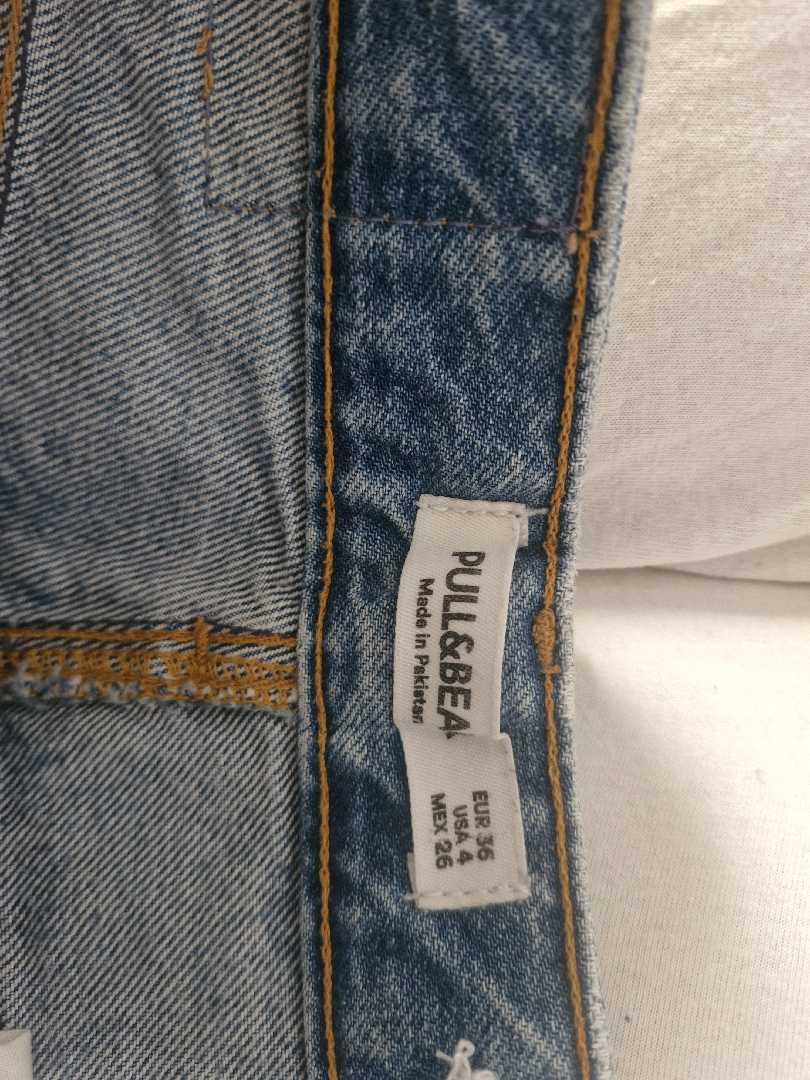 PULL&BEA
Made in Pakistan
EUR 36
USA 4
MEX 26